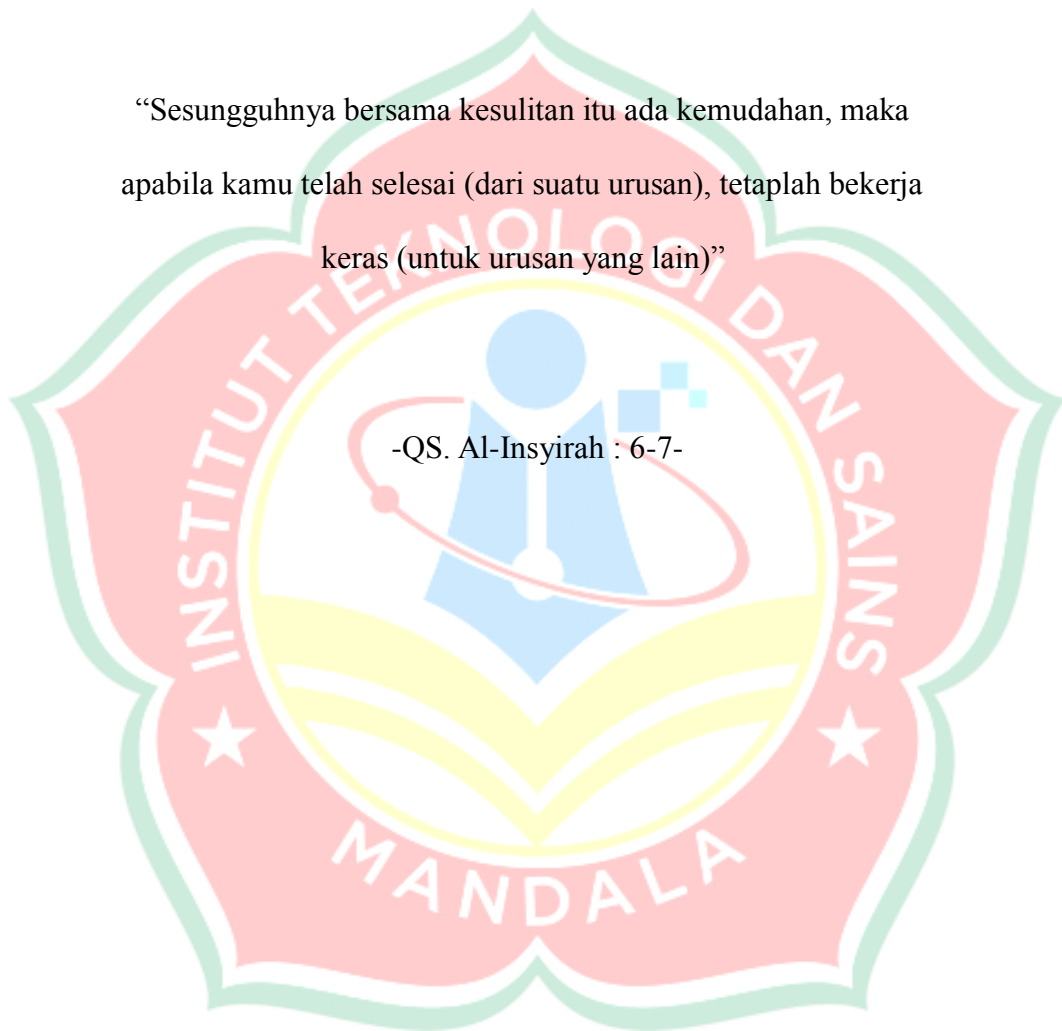 “Sesungguhnya bersama kesulitan itu ada kemudahan, maka
apabila kamu telah selesai (dari suatu urusan), tetaplah bekerja
keras (untuk urusan yang lain)”
INSTITUT TEKNOLOGI DAN SAINS
-QS. Al-Insyirah : 6-7-
MANDALA